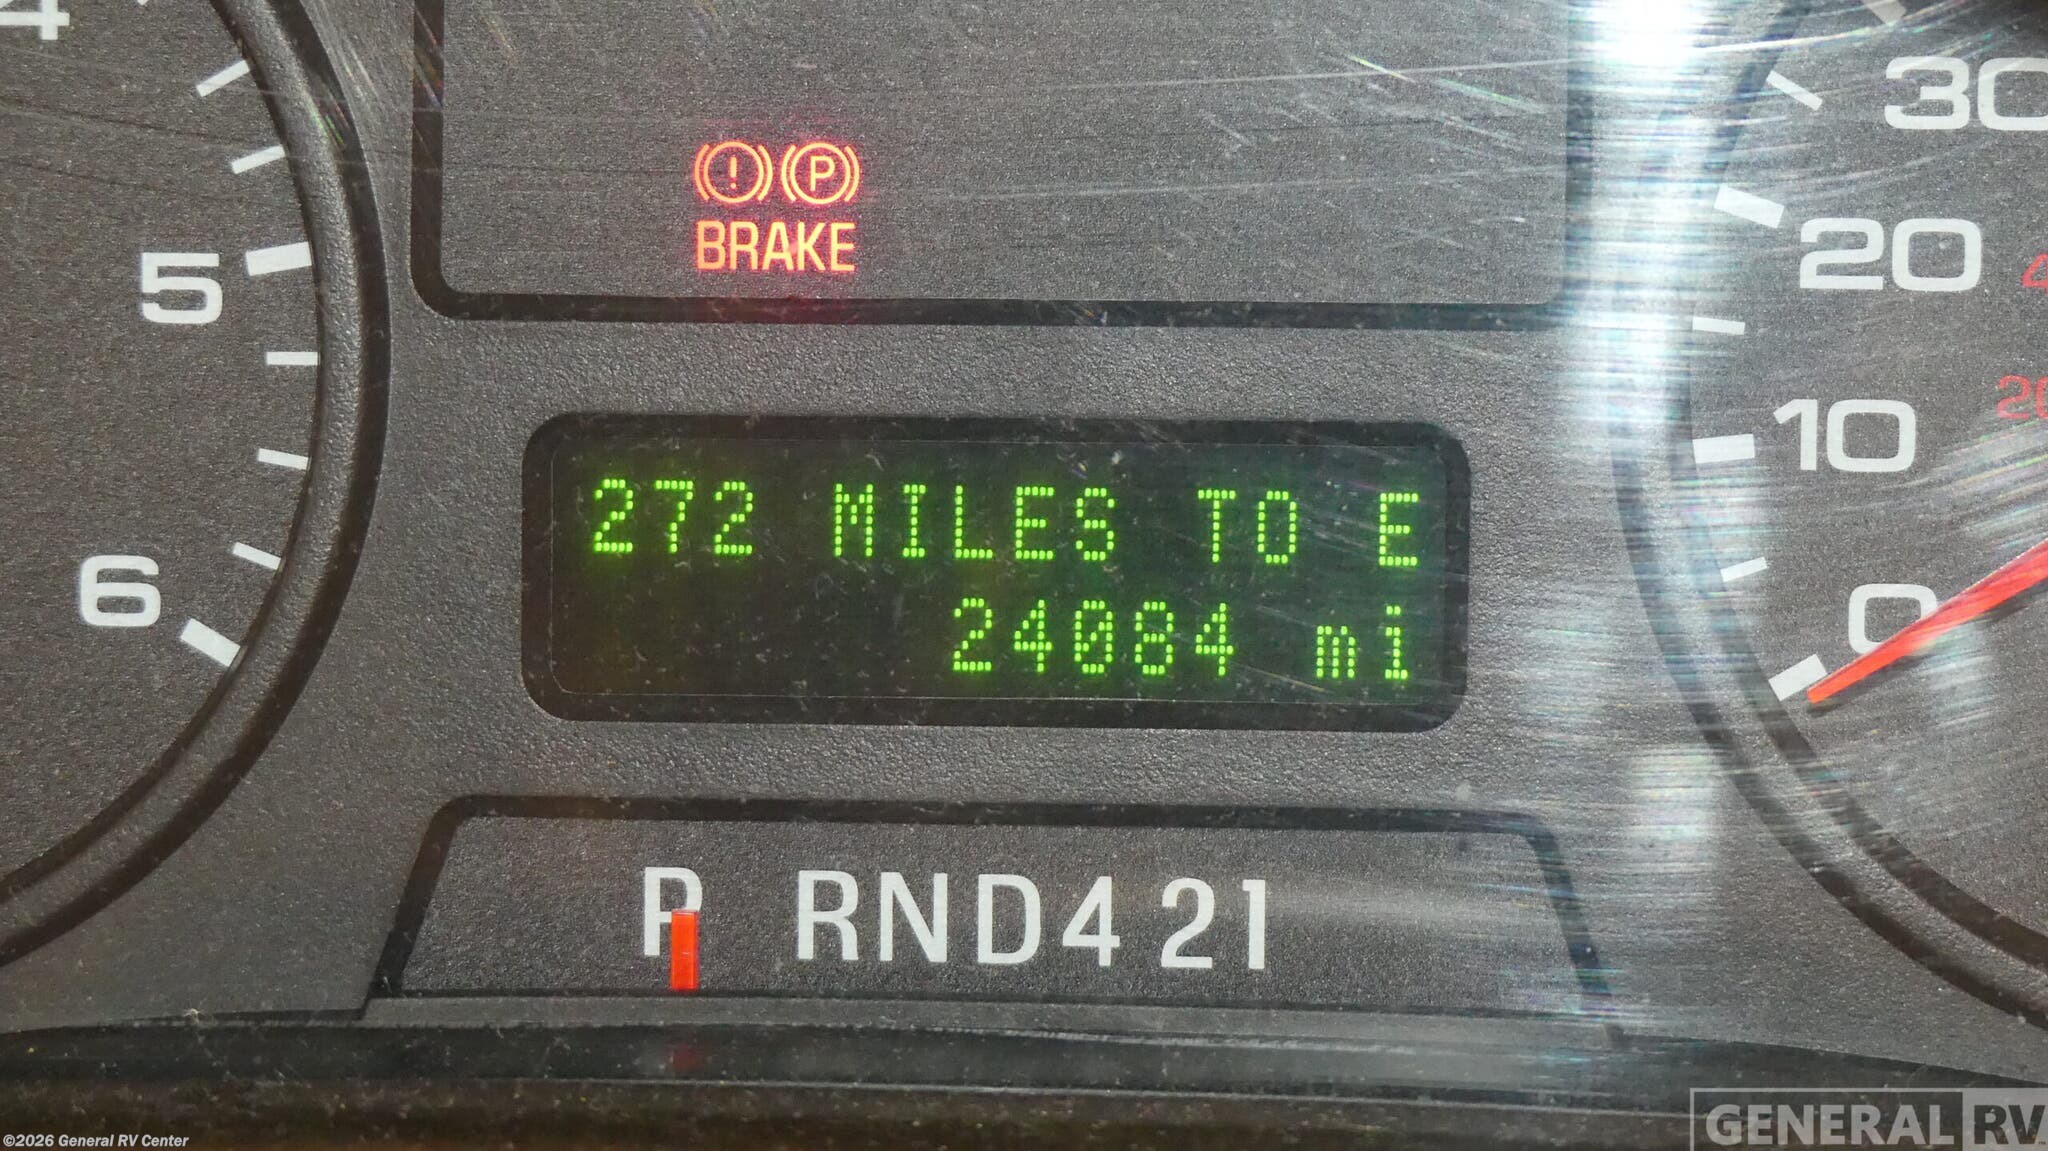 4
5
6
BRAKE
30
20
10
20
0
272 MILES TO E
24084 mi
P RND421
©2026 General RV Center
GENERAL RV